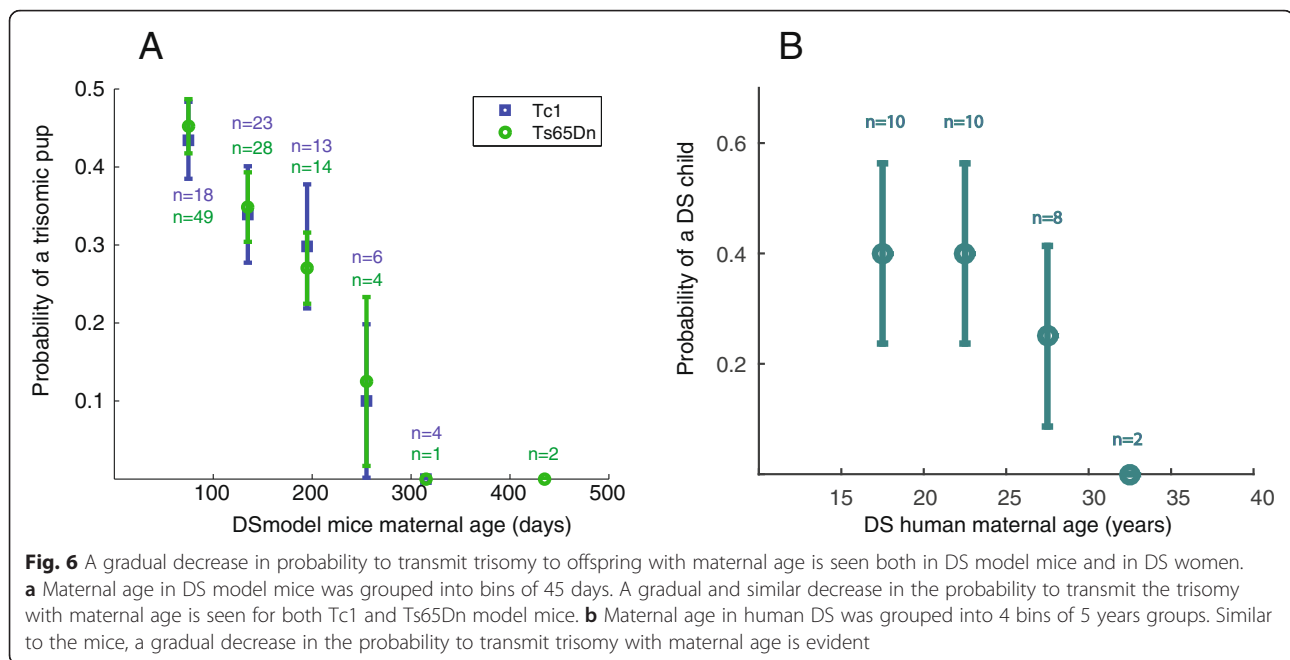 A
0.5
0.4
0.3
0.2
0.1
Probability of a trisomic pup
Tc1
Ts65Dn
n=18
n=49
n=23
n=28
n=13
n=14
n=6
n=4
n=4
n=1
n=2
100
200
300
400
500
DSmodel mice maternal age (days)
B
0.6
0.4
0.2
Probability of a DS child
n=10
n=10
n=8
n=2
15
22
22
30
35
40
DS human maternal age (years)
Fig. 6 A gradual decrease in probability to transmit trisomy to offspring with maternal age is seen both in DS model mice and in DS women.
a Maternal age in DS model mice was grouped into bins of 45 days. A gradual and similar decrease in the probability to transmit the trisomy
with maternal age is seen for both Tc1 and Ts65Dn model mice. b Maternal age in human DS was grouped into 4 bins of 5 years groups. Similar
to the mice, a gradual decrease in the probability to transmit trisomy with maternal age is evident